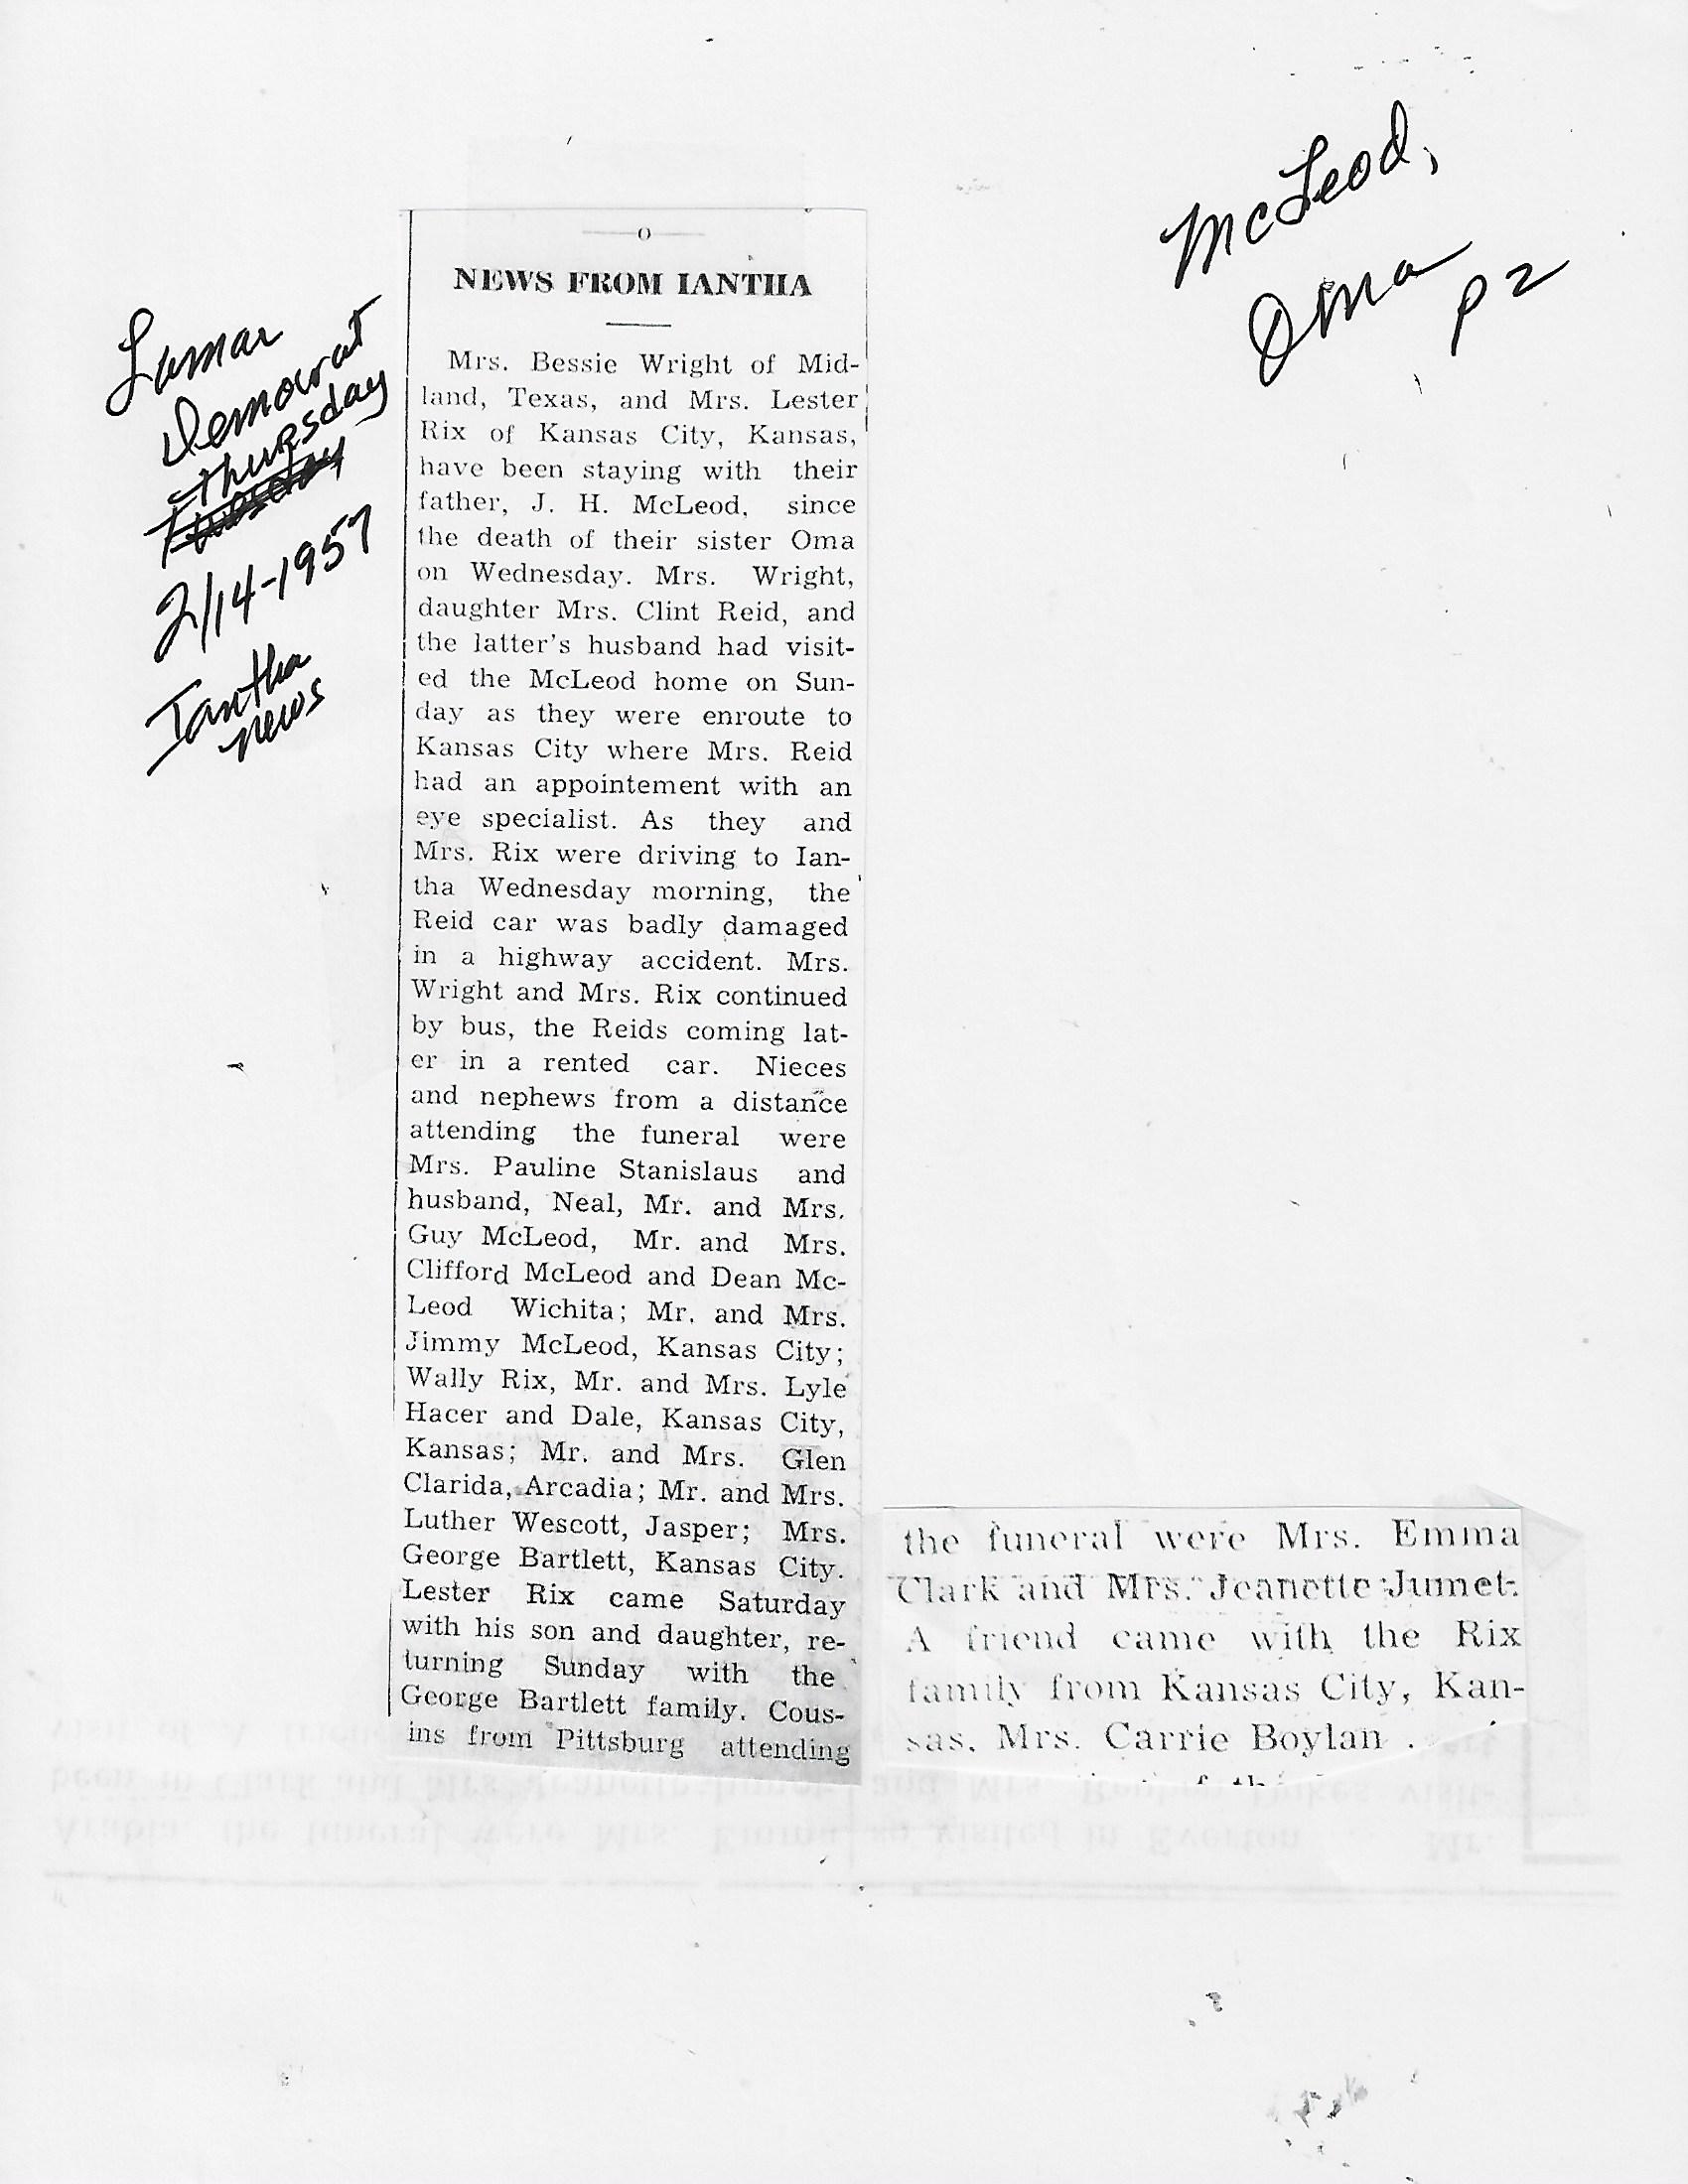 McLeod,
Oma p 2
Lamar
Democrat
Thursday
Tuesday
2/14-1957
Iantha
news
o
NEWS FROM IANTHA
Mrs. Bessie Wright of Mid-
land, Texas, and Mrs. Lester
Rix of Kansas City, Kansas,
have been staying with their
father, J. H. McLeod, since
the death of their sister Oma
on Wednesday. Mrs. Wright,
daughter Mrs. Clint Reid, and
the latter's husband had visit-
ed the McLeod home on Sun-
day as they were enroute to
Kansas City where Mrs. Reid
had an appointement with an
eye specialist. As they and
Mrs. Rix were driving to Ian-
tha Wednesday morning, the
Reid car was badly damaged
in a highway accident. Mrs.
Wright and Mrs. Rix continued
by bus, the Reids coming lat-
er in a rented car. Nieces
and nephews from a distance
attending the funeral were
Mrs. Pauline Stanislaus and
husband, Neal, Mr. and Mrs.
Guy McLeod, Mr. and Mrs.
Clifford McLeod and Dean Mc-
Leod Wichita; Mr. and Mrs.
Jimmy McLeod, Kansas City;
Wally Rix, Mr. and Mrs. Lyle
Hacer and Dale, Kansas City,
Kansas; Mr. and Mrs. Glen
Clarida, Arcadia; Mr. and Mrs.
Luther Wescott, Jasper; Mrs.
George Bartlett, Kansas City.
Lester Rix came Saturday
with his son and daughter, re-
turning Sunday with the
George Bartlett family. Cous-
ins from Pittsburg attending
the funeral were Mrs. Emma
Clark and Mrs. Jeanette Jumet.
A friend came with the Rix
family from Kansas City, Kan-
sas, Mrs. Carrie Boylan .